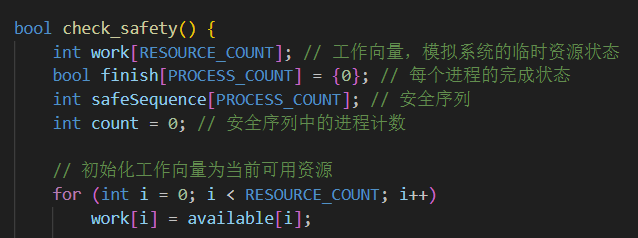 bool check_safety() {
int work[RESOURCE_COUNT]; // 工作向量，模拟系统的临时资源状态
bool finish[PROCESS_COUNT] = {0}; // 每个进程的完成状态
int safeSequence[PROCESS_COUNT]; // 安全序列
int count = 0; // 安全序列中的进程计数
// 初始化工作向量为当前可用资源
for (int i = 0; i < RESOURCE_COUNT; i++)
work[i] = available[i];